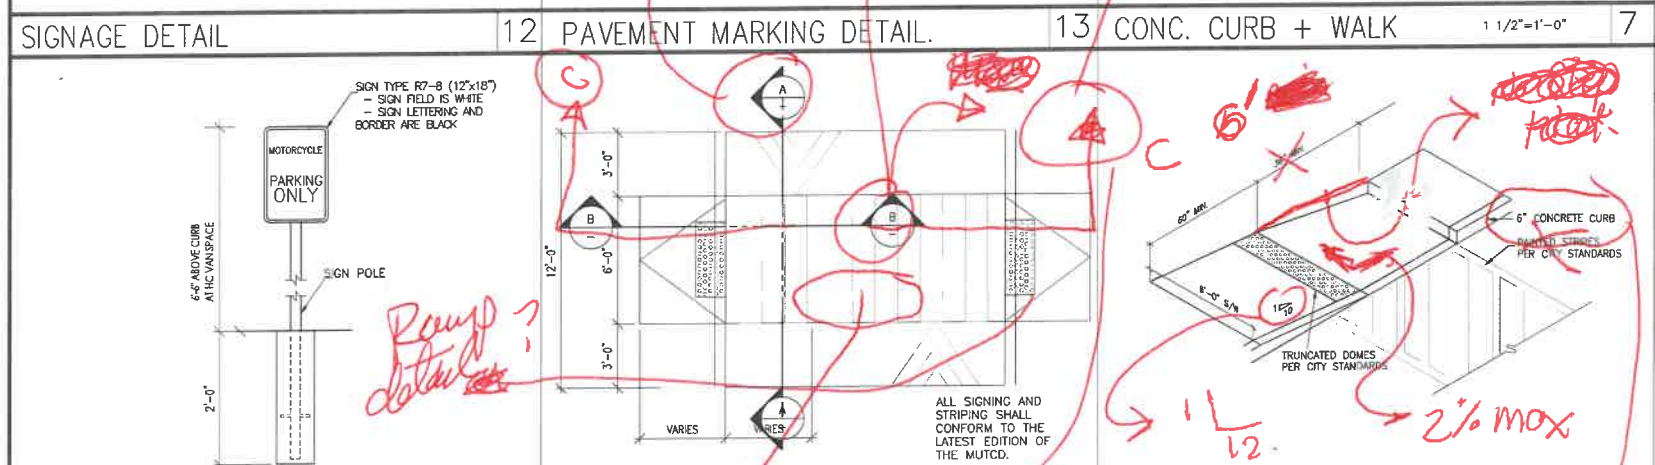 SIGNAGE DETAIL
12
PAVEMENT MARKING DETAIL.
13
CONC. CURB + WALK
1 1/2"=1'-0"
7
SIGN TYPE R7-8 (12"x18")
- SIGN FIELD IS WHITE
- SIGN LETTERING AND
BORDER ARE BLACK
MOTORCYCLE
PARKING
ONLY
6'-6" ABOVE CURB
AT HC VANSPACE
SIGN POLE
2'-0"
Ramp ?
detail
C
A
B
B
3'-0"
12'-0"
6'-0"
3'-0"
VARIES
VARIES
ALL SIGNING AND
STRIPING SHALL
CONFORM TO THE
LATEST EDITION OF
THE MUTCD.
C
6'
60" MIN.
6" CONCRETE CURB
PAINTED STRIPES
PER CITY STANDARDS
6'-0" S/W
1
10
TRUNCATED DOMES
PER CITY STANDARDS
1
12
2% max